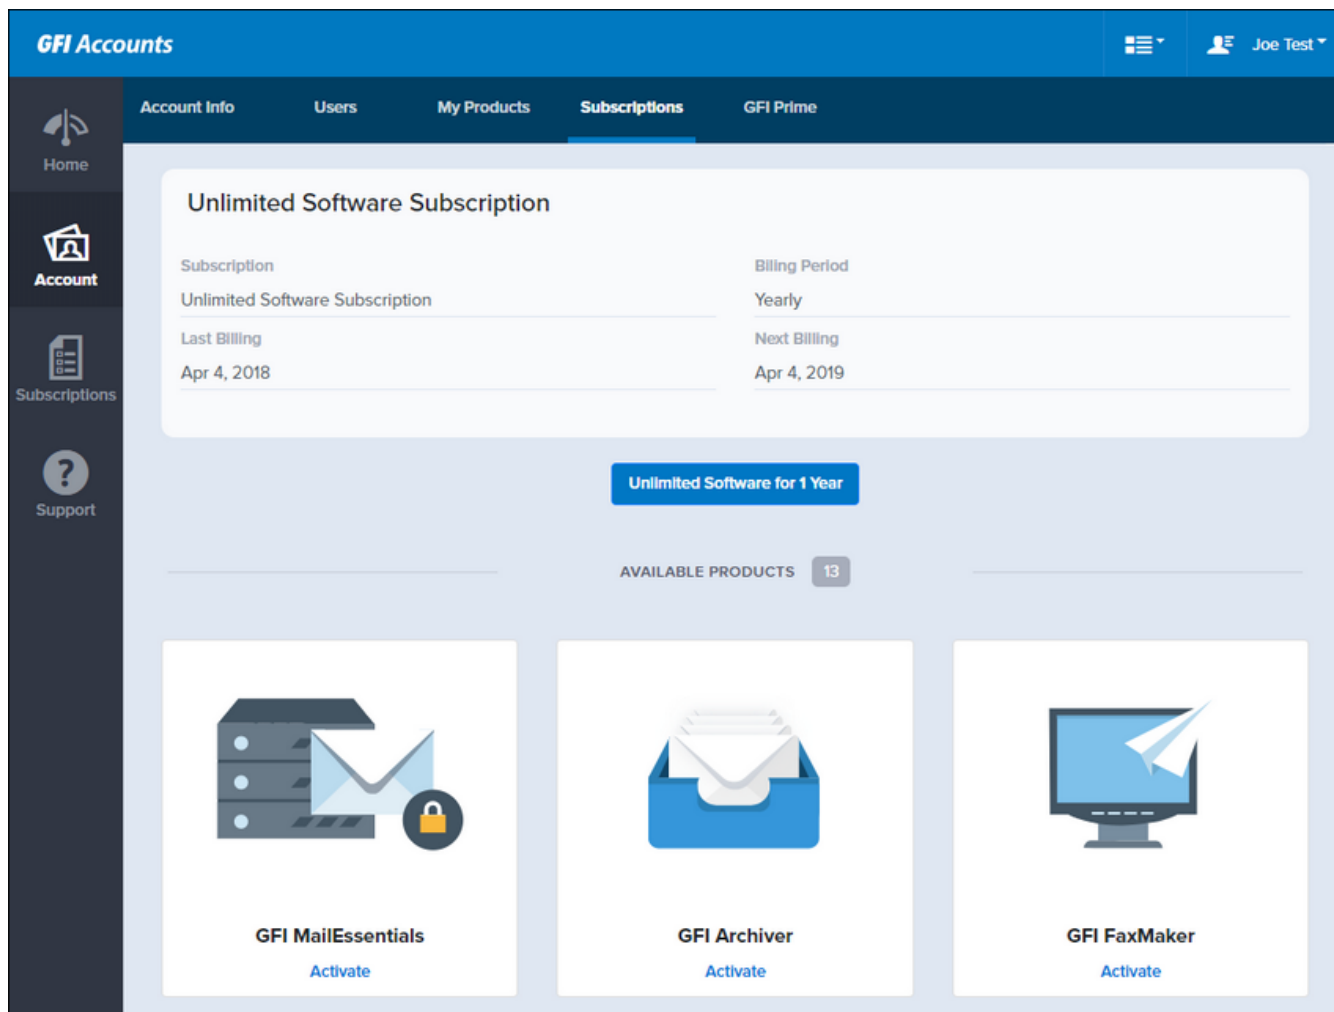 GFI Accounts
Joe Test
Account Info Users My Products Subscriptions GFI Prime
Home
Account
Subscriptions
Support
Unlimited Software Subscription
Subscription Biling Period
Unlimited Software Subscription Yearly
Last Billing Next Billing
Apr 4, 2018 Apr 4, 2019
Unlimited Software for 1 Year
AVAILABLE PRODUCTS 13
GFI MailEssentials GFI Archiver GFI FaxMaker
Activate Activate Activate